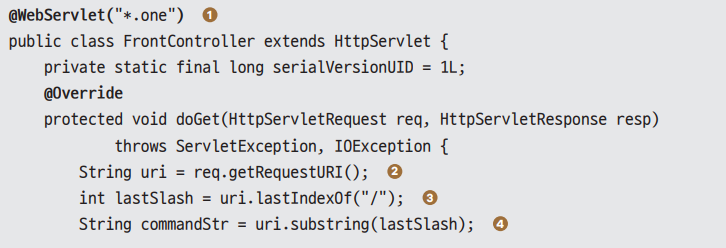 @WebServlet("*.one") ❶
public class FrontController extends HttpServlet {
    private static final long serialVersionUID = 1L;
    @Override
    protected void doGet(HttpServletRequest req, HttpServletResponse resp)
            throws ServletException, IOException {
        String uri = req.getRequestURI(); ❷
        int lastSlash = uri.lastIndexOf("/"); ❸
        String commandStr = uri.substring(lastSlash); ❹